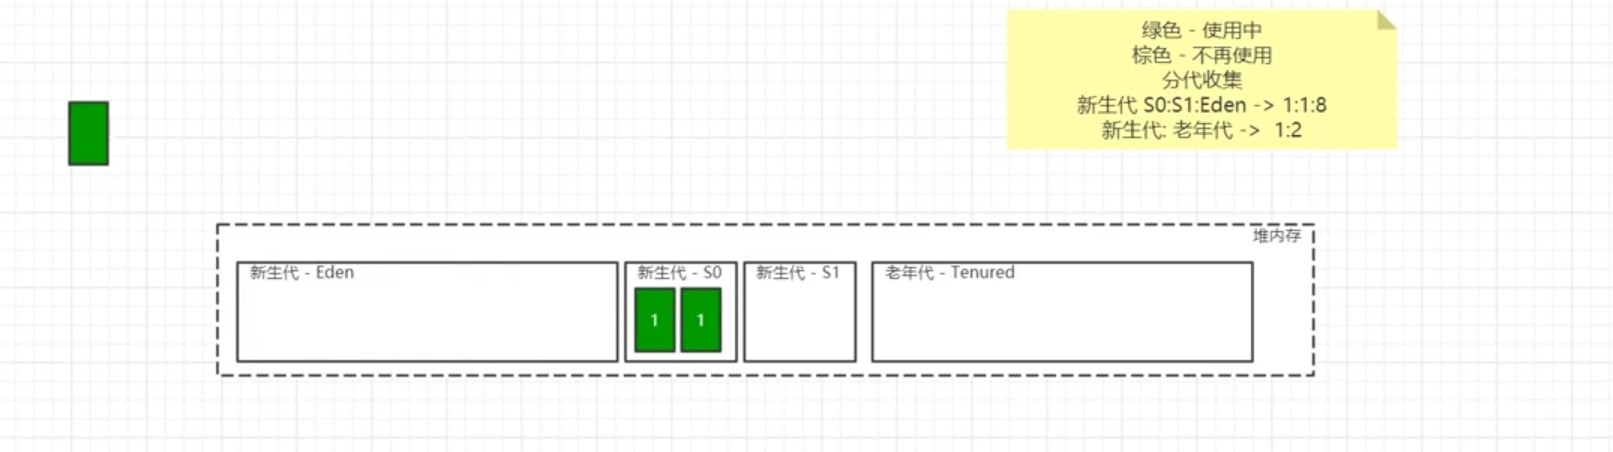 绿色 - 使用中
棕色 - 不再使用
分代收集
新生代 S0:S1:Eden -> 1:1:8
新生代: 老年代 -> 1:2
堆内存
新生代 - Eden
新生代 - S0
新生代 - S1
老年代 - Tenured
1
1